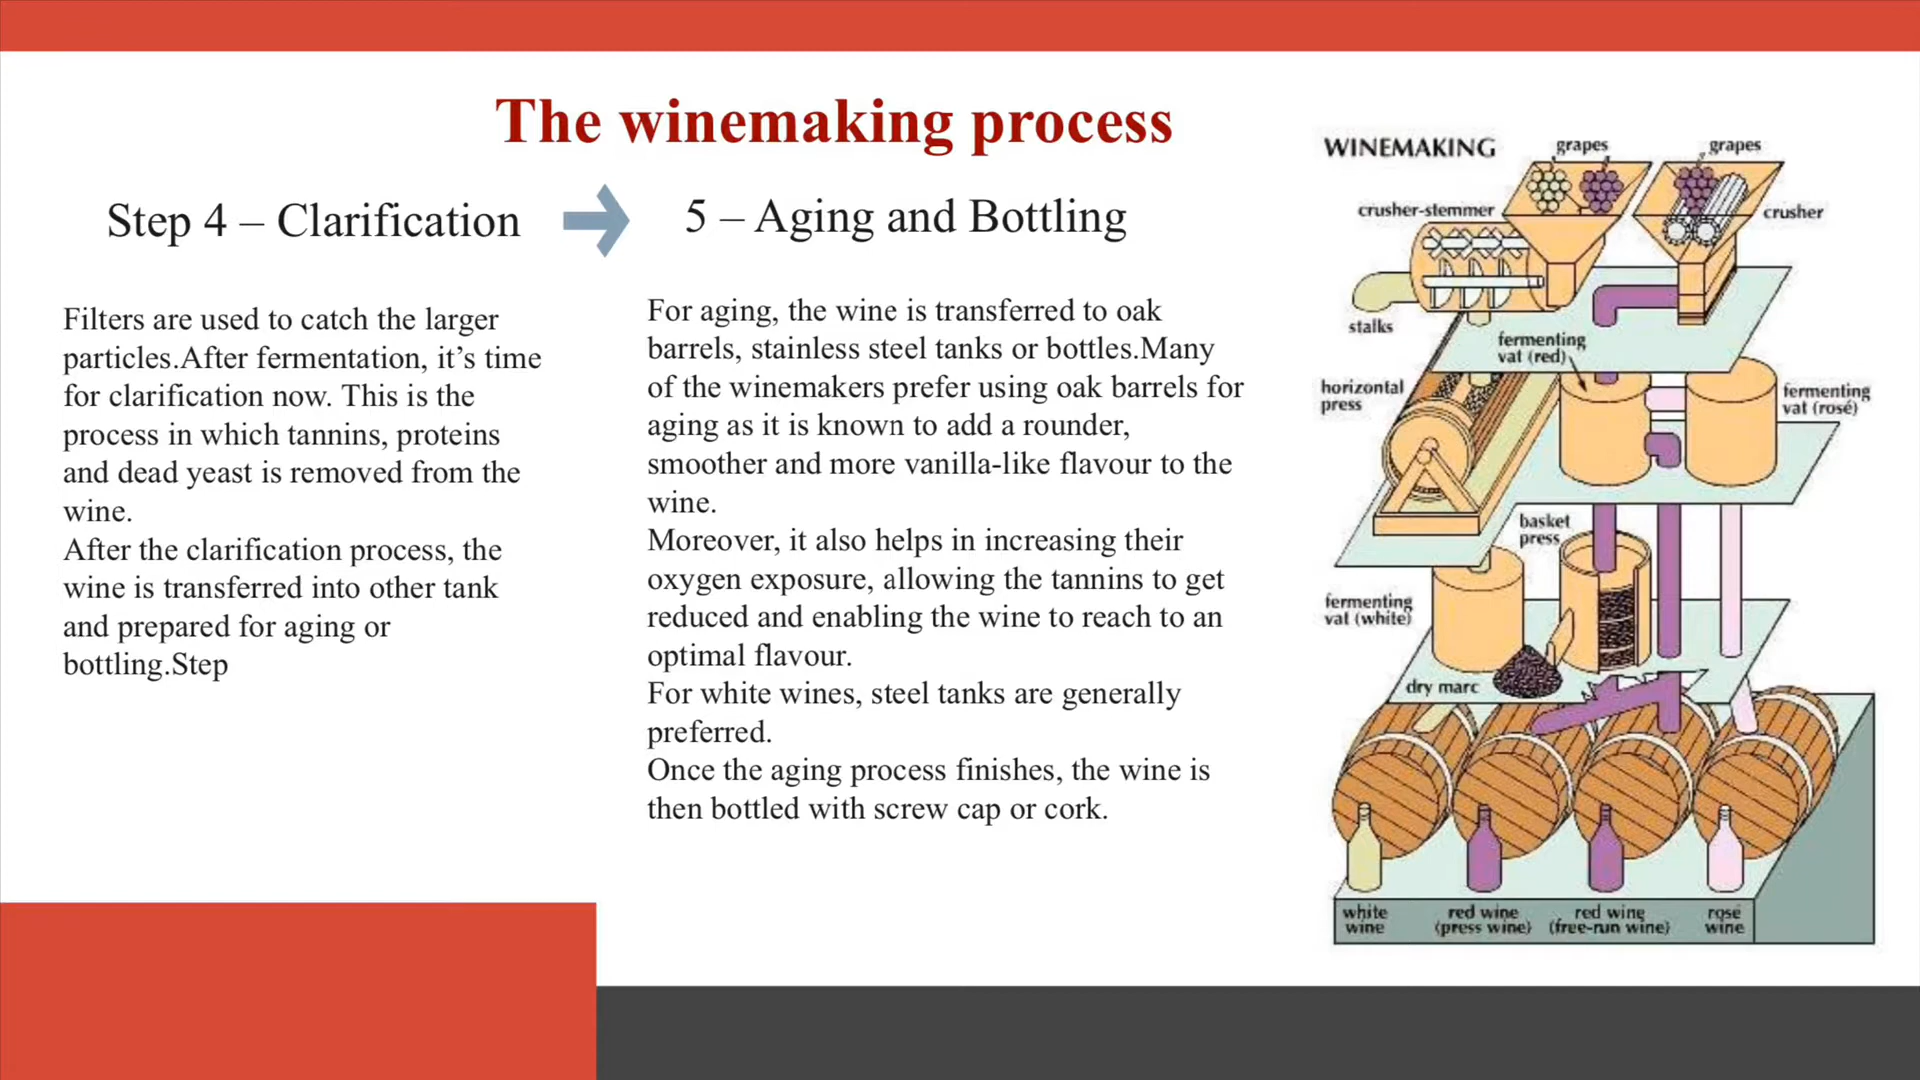 The winemaking process
Step 4 – Clarification
5 – Aging and Bottling
Filters are used to catch the larger
particles.After fermentation, it’s time
for clarification now. This is the
process in which tannins, proteins
and dead yeast is removed from the
wine.
After the clarification process, the
wine is transferred into other tank
and prepared for aging or
bottling.Step
For aging, the wine is transferred to oak
barrels, stainless steel tanks or bottles.Many
of the winemakers prefer using oak barrels for
aging as it is known to add a rounder,
smoother and more vanilla-like flavour to the
wine.
Moreover, it also helps in increasing their
oxygen exposure, allowing the tannins to get
reduced and enabling the wine to reach to an
optimal flavour.
For white wines, steel tanks are generally
preferred.
Once the aging process finishes, the wine is
then bottled with screw cap or cork.
WINEMAKING
grapes
grapes
crusher-stemmer
crusher
stalks
fermenting
vat (red)
horizontal
press
fermenting
vat (rosé)
basket
press
fermenting
vat (white)
dry marc
white
wine
red wine
(press wine)
red wine
(free-run wine)
rosé
wine